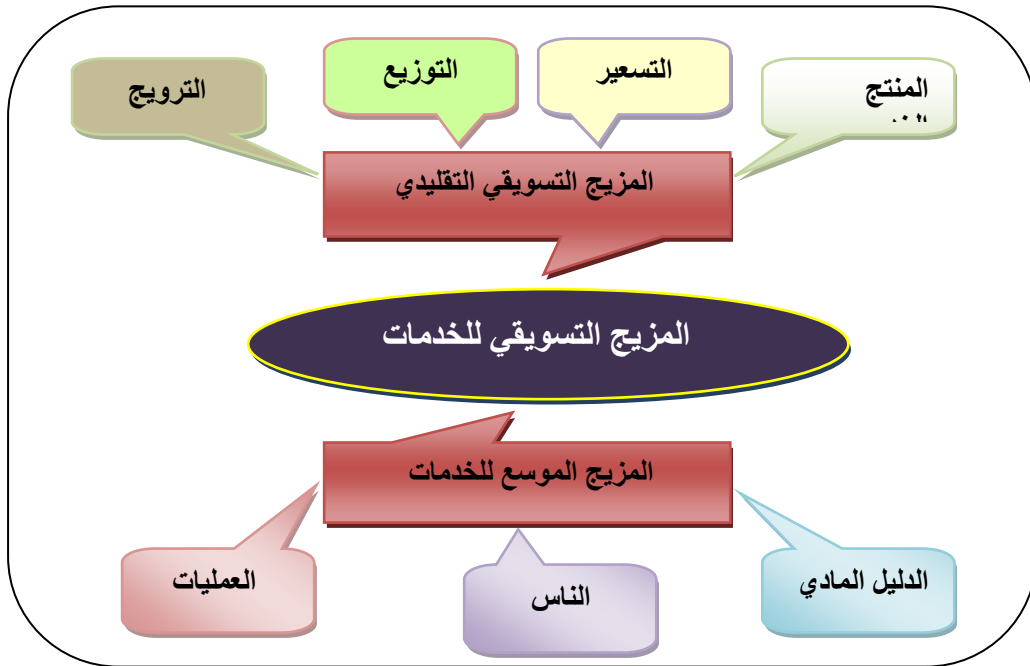 المنتج
التسعير
التوزيع
الترويج
المزيج التسويقي التقليدي
المزيج التسويقي للخدمات
المزيج الموسع للخدمات
الدليل المادي
الناس
العمليات